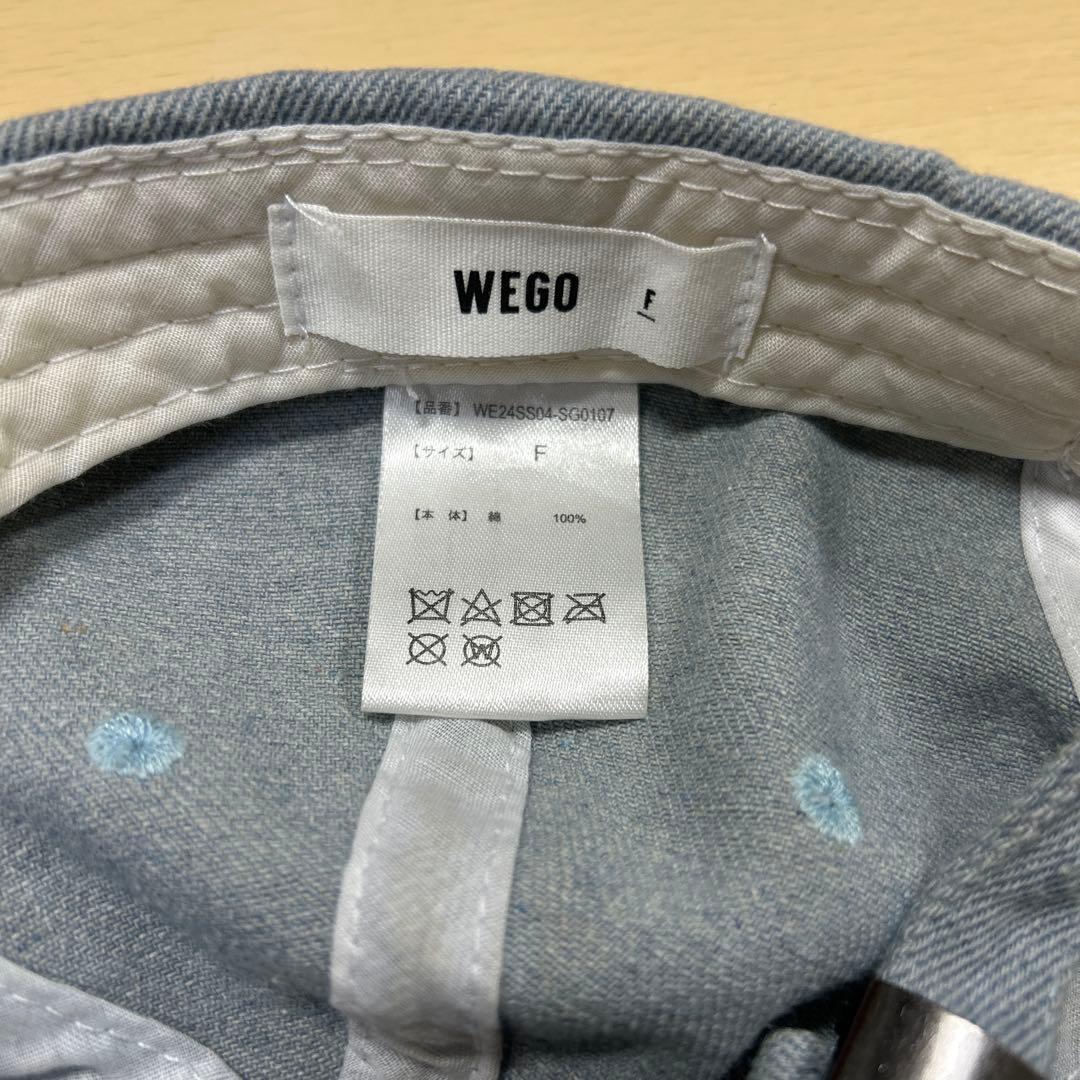 WEGO F
【品番】 WE24SS04-SG0107
【サイズ】 F
【本 体】 綿 100%
W